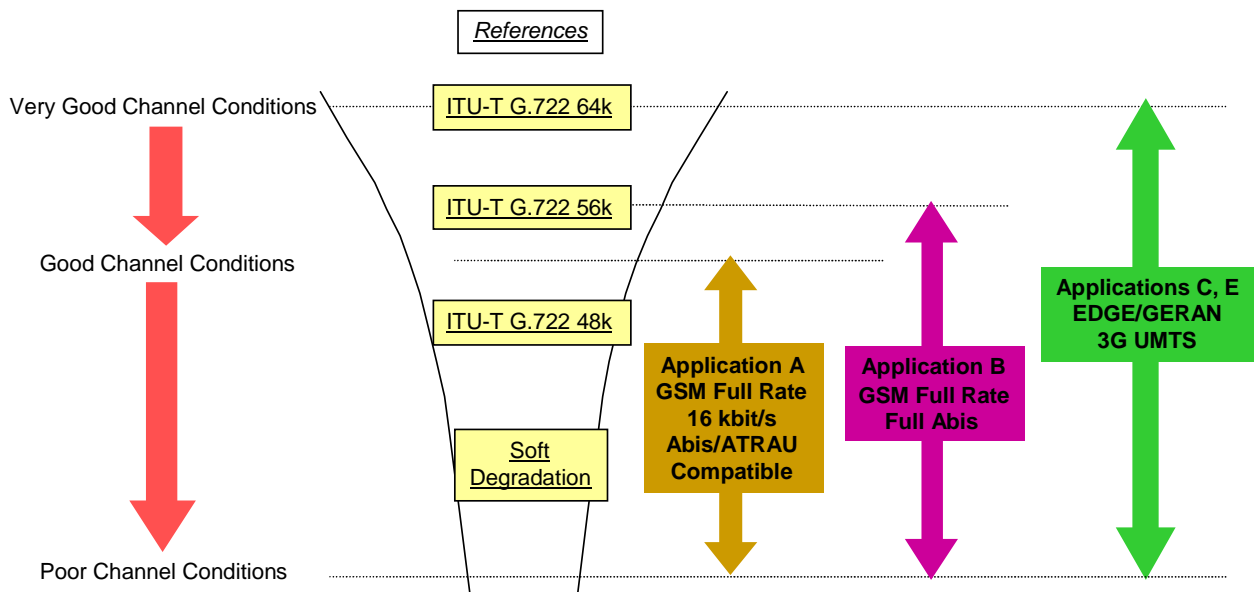 References
Very Good Channel Conditions
ITU-T G.722 64k
ITU-T G.722 56k
Good Channel Conditions
ITU-T G.722 48k
Soft
Degradation
Poor Channel Conditions
Application A
GSM Full Rate
16 kbit/s
Abis/ATRAU
Compatible
Application B
GSM Full Rate
Full Abis
Applications C, E
EDGE/GERAN
3G UMTS